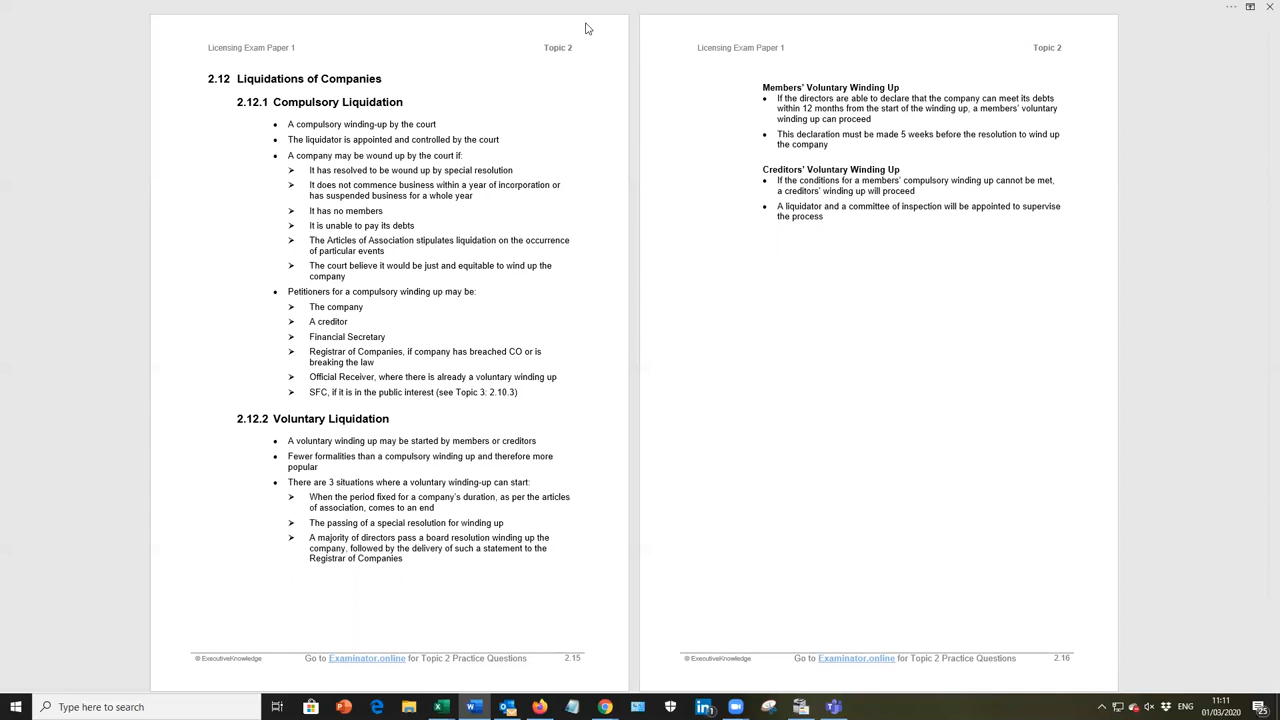 Licensing Exam Paper 1
Topic 2
2.12 Liquidations of Companies
2.12.1 Compulsory Liquidation
• A compulsory winding-up by the court
• The liquidator is appointed and controlled by the court
• A company may be wound up by the court if:
➢ It has resolved to be wound up by special resolution
➢ It does not commence business within a year of incorporation or
has suspended business for a whole year
➢ It has no members
➢ It is unable to pay its debts
➢ The Articles of Association stipulates liquidation on the occurrence
of particular events
➢ The court believe it would be just and equitable to wind up the
company
• Petitioners for a compulsory winding up may be:
➢ The company
➢ A creditor
➢ Financial Secretary
➢ Registrar of Companies, if company has breached CO or is
breaking the law
➢ Official Receiver, where there is already a voluntary winding up
➢ SFC, if it is in the public interest (see Topic 3: 2.10.3)
2.12.2 Voluntary Liquidation
• A voluntary winding up may be started by members or creditors
• Fewer formalities than a compulsory winding up and therefore more
popular
• There are 3 situations where a voluntary winding-up can start:
➢ When the period fixed for a company's duration, as per the articles
of association, comes to an end
➢ The passing of a special resolution for winding up
➢ A majority of directors pass a board resolution winding up the
company, followed by the delivery of such a statement to the
Registrar of Companies
© ExecutiveKnowledge
Go to Examinator.online for Topic 2 Practice Questions
2.15
Licensing Exam Paper 1
Topic 2
Members' Voluntary Winding Up
• If the directors are able to declare that the company can meet its debts
within 12 months from the start of the winding up, a members' voluntary
winding up can proceed
• This declaration must be made 5 weeks before the resolution to wind up
the company
Creditors' Voluntary Winding Up
• If the conditions for a members' compulsory winding up cannot be met,
a creditors' winding up will proceed
• A liquidator and a committee of inspection will be appointed to supervise
the process
© ExecutiveKnowledge
Go to Examinator.online for Topic 2 Practice Questions
2.16
Type here to search
11:11
01/03/2020